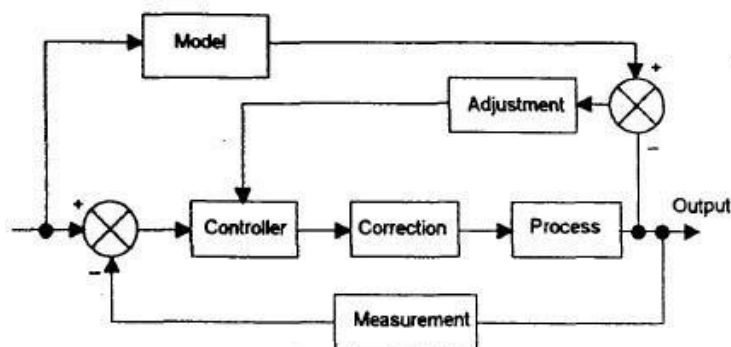 Model
+
Adjustment
−
+
Output
Controller
Correction
Process
−
Measurement